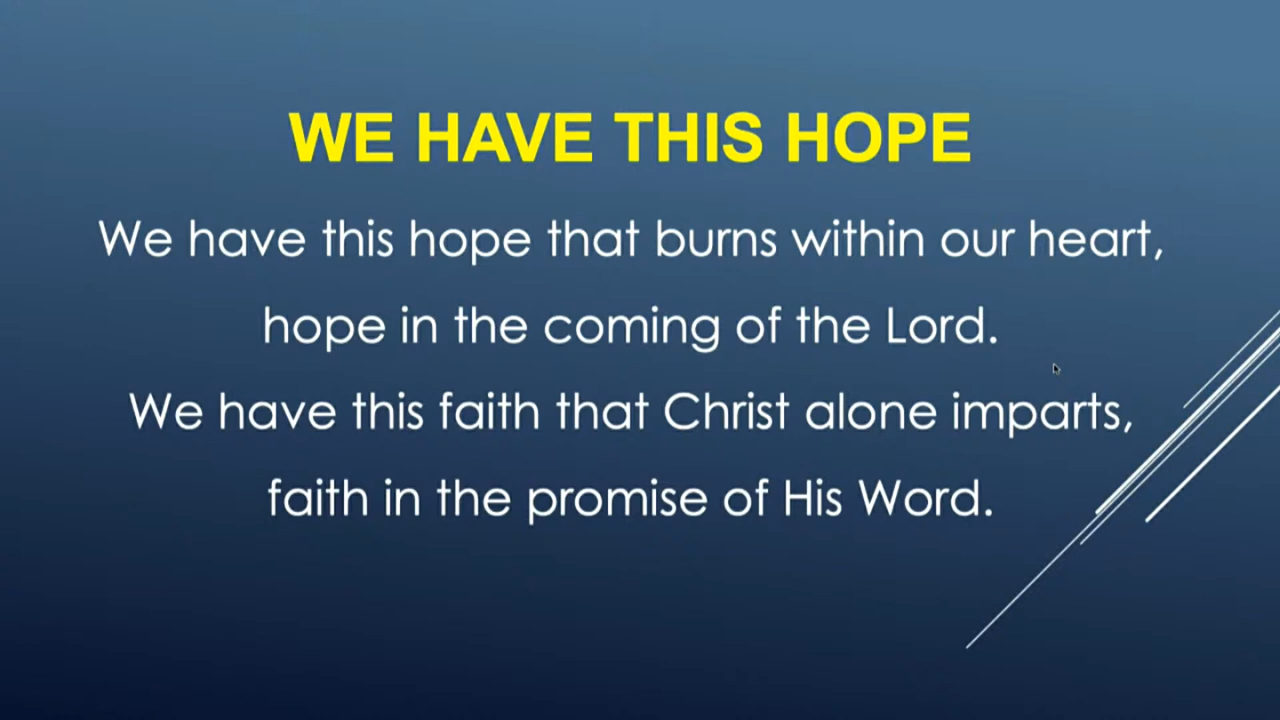 WE HAVE THIS HOPE
We have this hope that burns within our heart,
hope in the coming of the Lord.
We have this faith that Christ alone imparts,
faith in the promise of His Word.